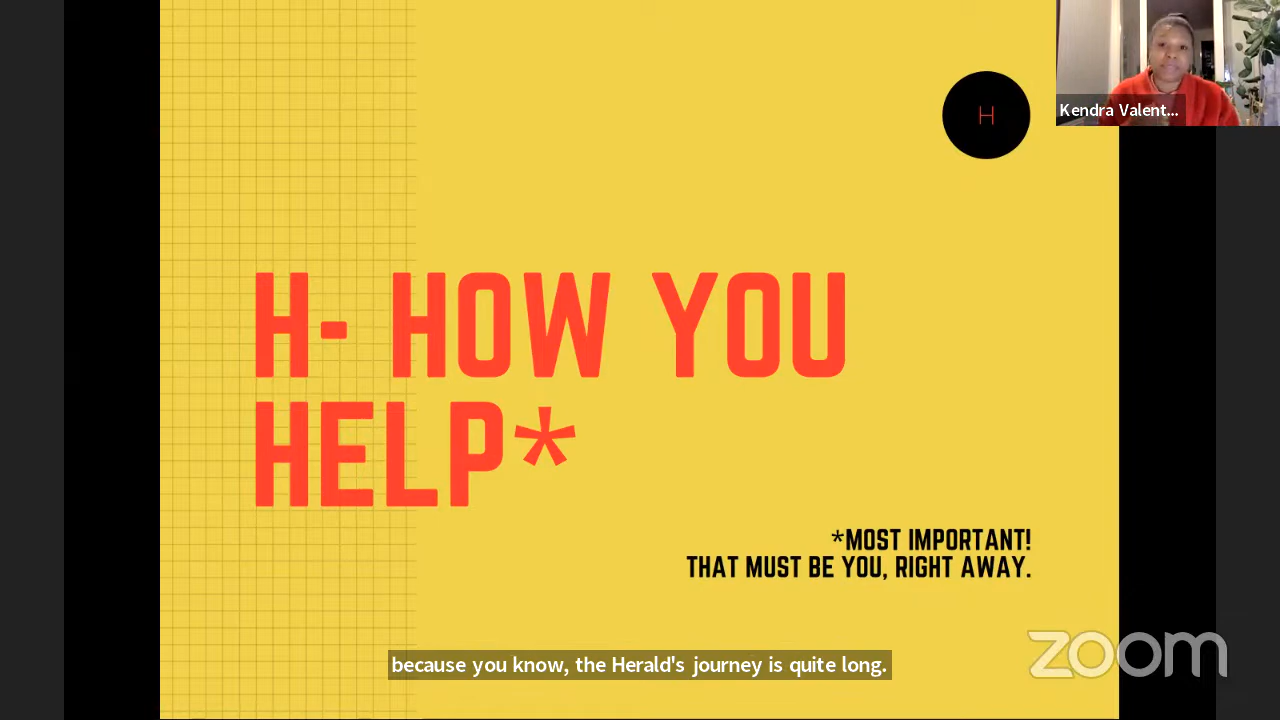 H
Kendra Valent...
H- HOW YOU
HELP*
*MOST IMPORTANT!
THAT MUST BE YOU, RIGHT AWAY.
because you know, the Herald's journey is quite long.
zoom